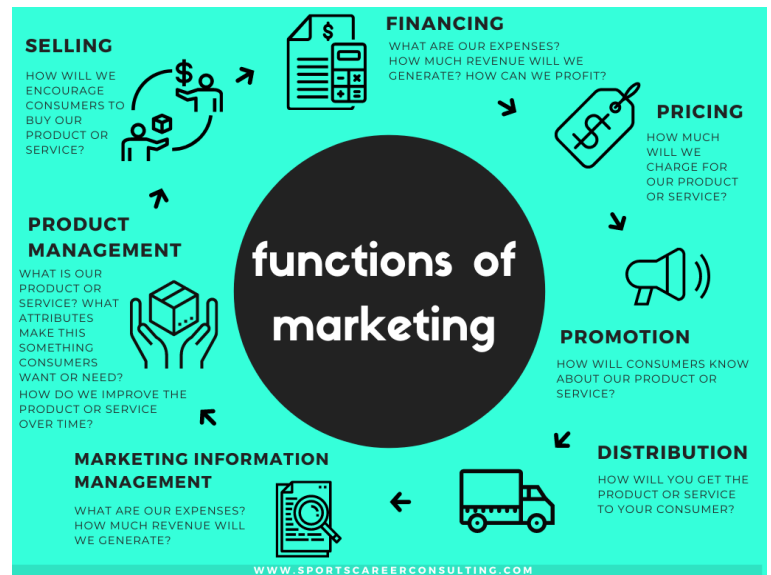 FINANCING
WHAT ARE OUR EXPENSES?
HOW MUCH REVENUE WILL WE
GENERATE? HOW CAN WE PROFIT?
PRICING
HOW MUCH
WILL WE
CHARGE FOR
OUR PRODUCT
OR SERVICE?
PROMOTION
HOW WILL CONSUMERS KNOW
ABOUT OUR PRODUCT OR
SERVICE?
DISTRIBUTION
HOW WILL YOU GET THE
PRODUCT OR SERVICE
TO YOUR CONSUMER?
MARKETING INFORMATION
MANAGEMENT
WHAT ARE OUR EXPENSES?
HOW MUCH REVENUE WILL
WE GENERATE?
PRODUCT
MANAGEMENT
WHAT IS OUR
PRODUCT OR
SERVICE? WHAT
ATTRIBUTES
MAKE THIS
SOMETHING
CONSUMERS
WANT OR NEED?
HOW DO WE IMPROVE THE
PRODUCT OR SERVICE
OVER TIME?
SELLING
HOW WILL WE
ENCOURAGE
CONSUMERS TO
BUY OUR
PRODUCT OR
SERVICE?
functions of
marketing
WWW.SPORTSCAREERCONSULTING.COM